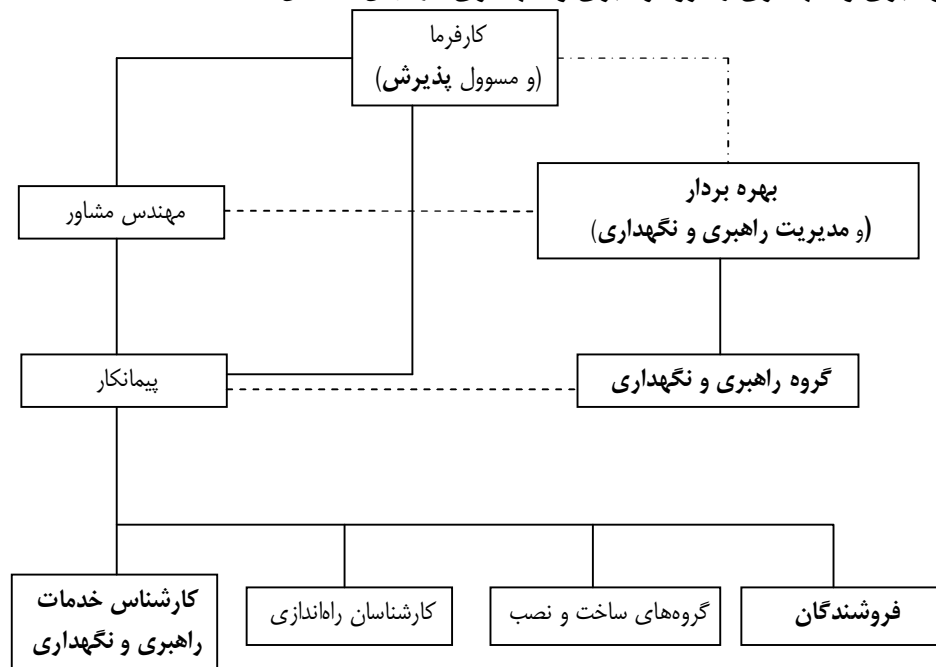 کارفرما
(و مسوول پذیرش)
بهره بردار
(و مدیریت راهبری و نگهداری)
مهندس مشاور
پیمانکار
گروه راهبری و نگهداری
فروشندگان
گروه‌های ساخت و نصب
کارشناسان راه‌اندازی
کارشناس خدمات
راهبری و نگهداری